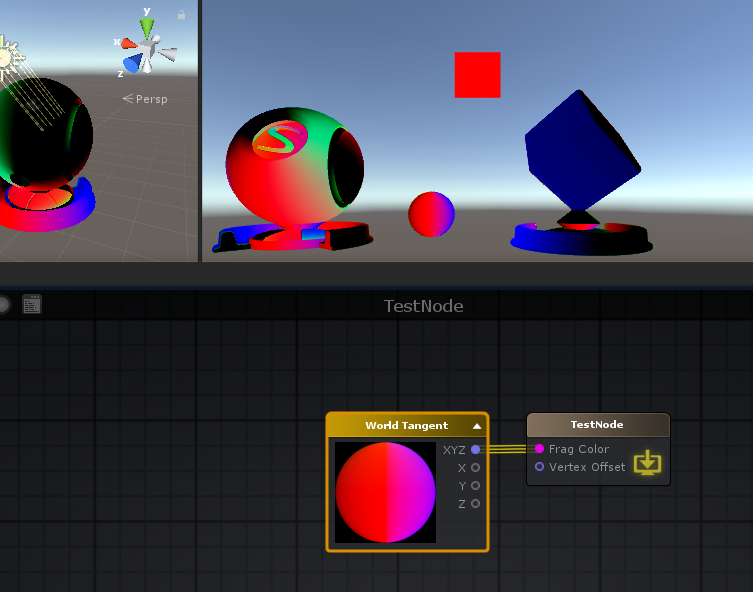 y
x
z
Persp
TestNode
World Tangent
TestNode
XYZ
Frag Color
X
Vertex Offset
Y
Z